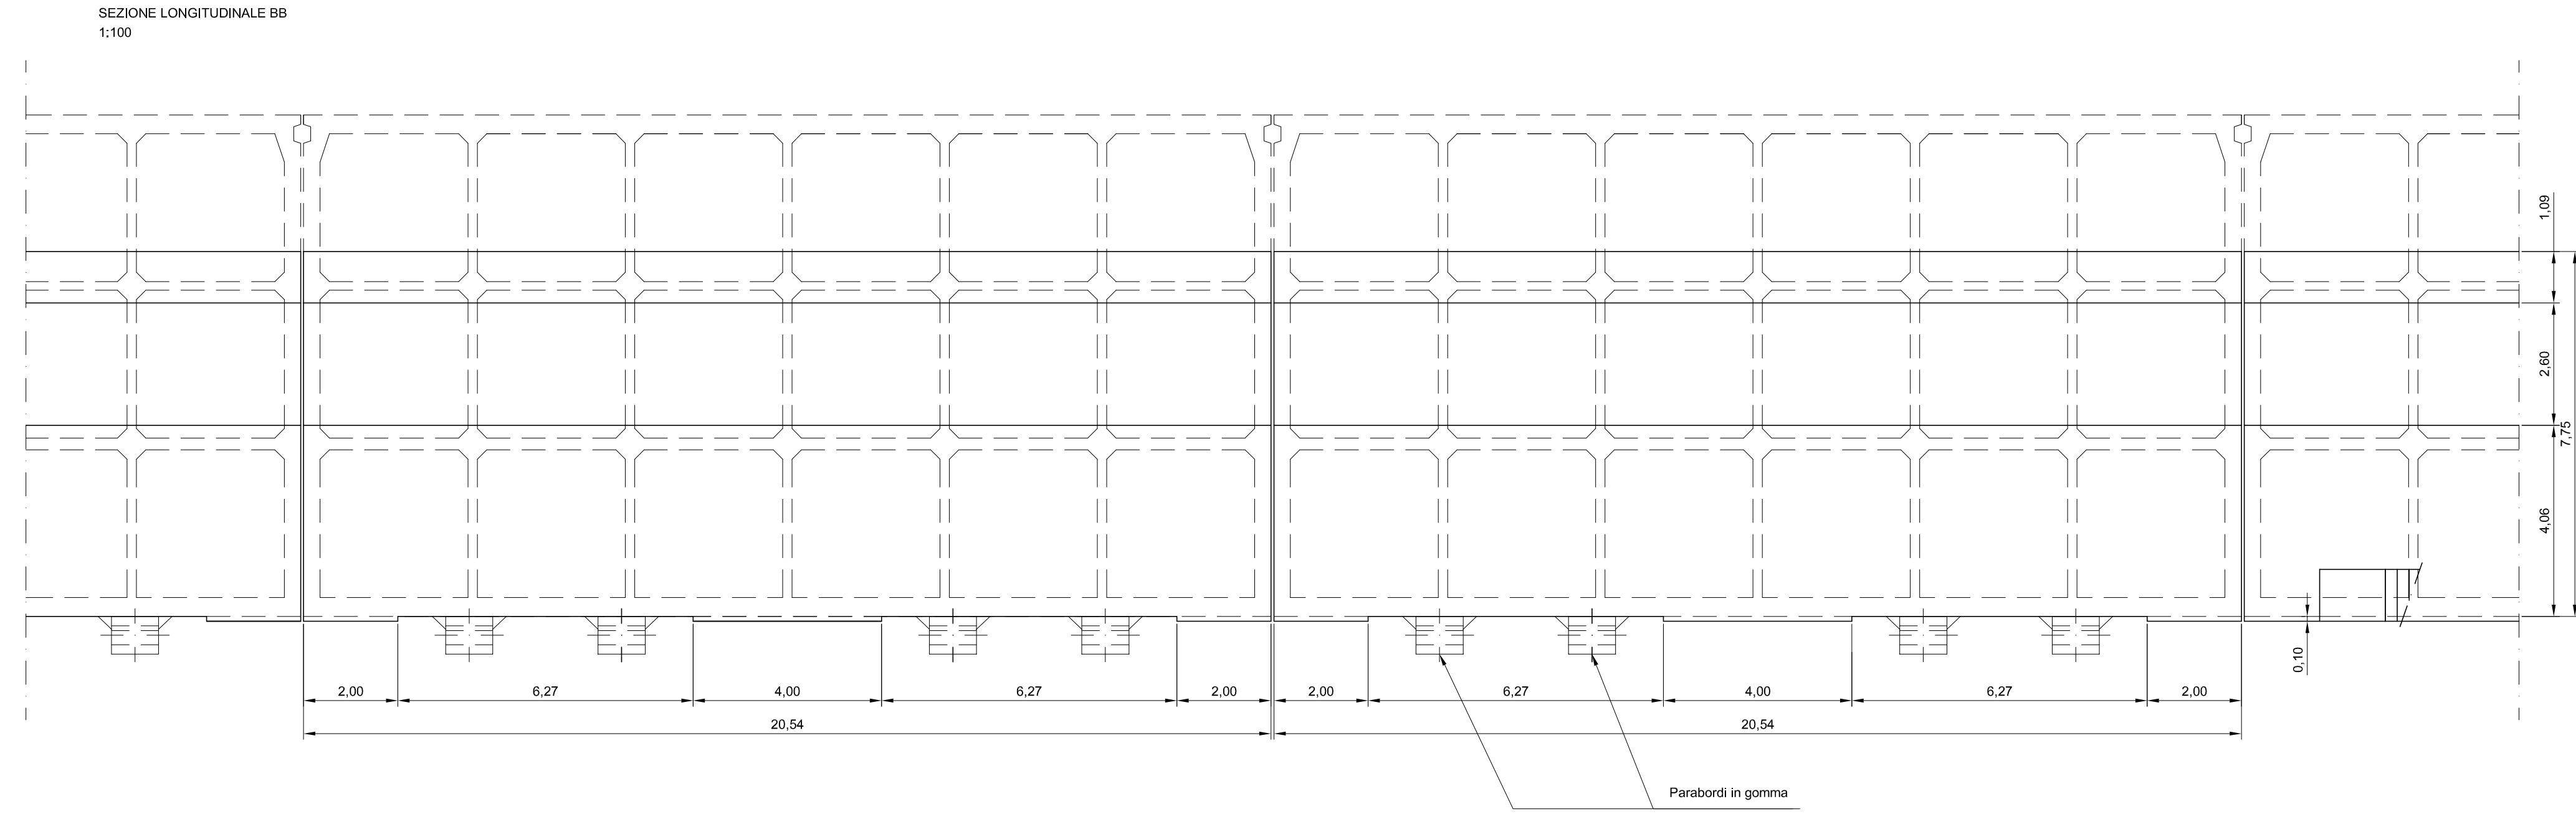 SEZIONE LONGITUDINALE BB
1:100
1,09
2,60
7,75
4,06
0,10
2,00 6,27 4,00 6,27 2,00 2,00 6,27 4,00 6,27 2,00
20,54 20,54
Parabordi in gomma